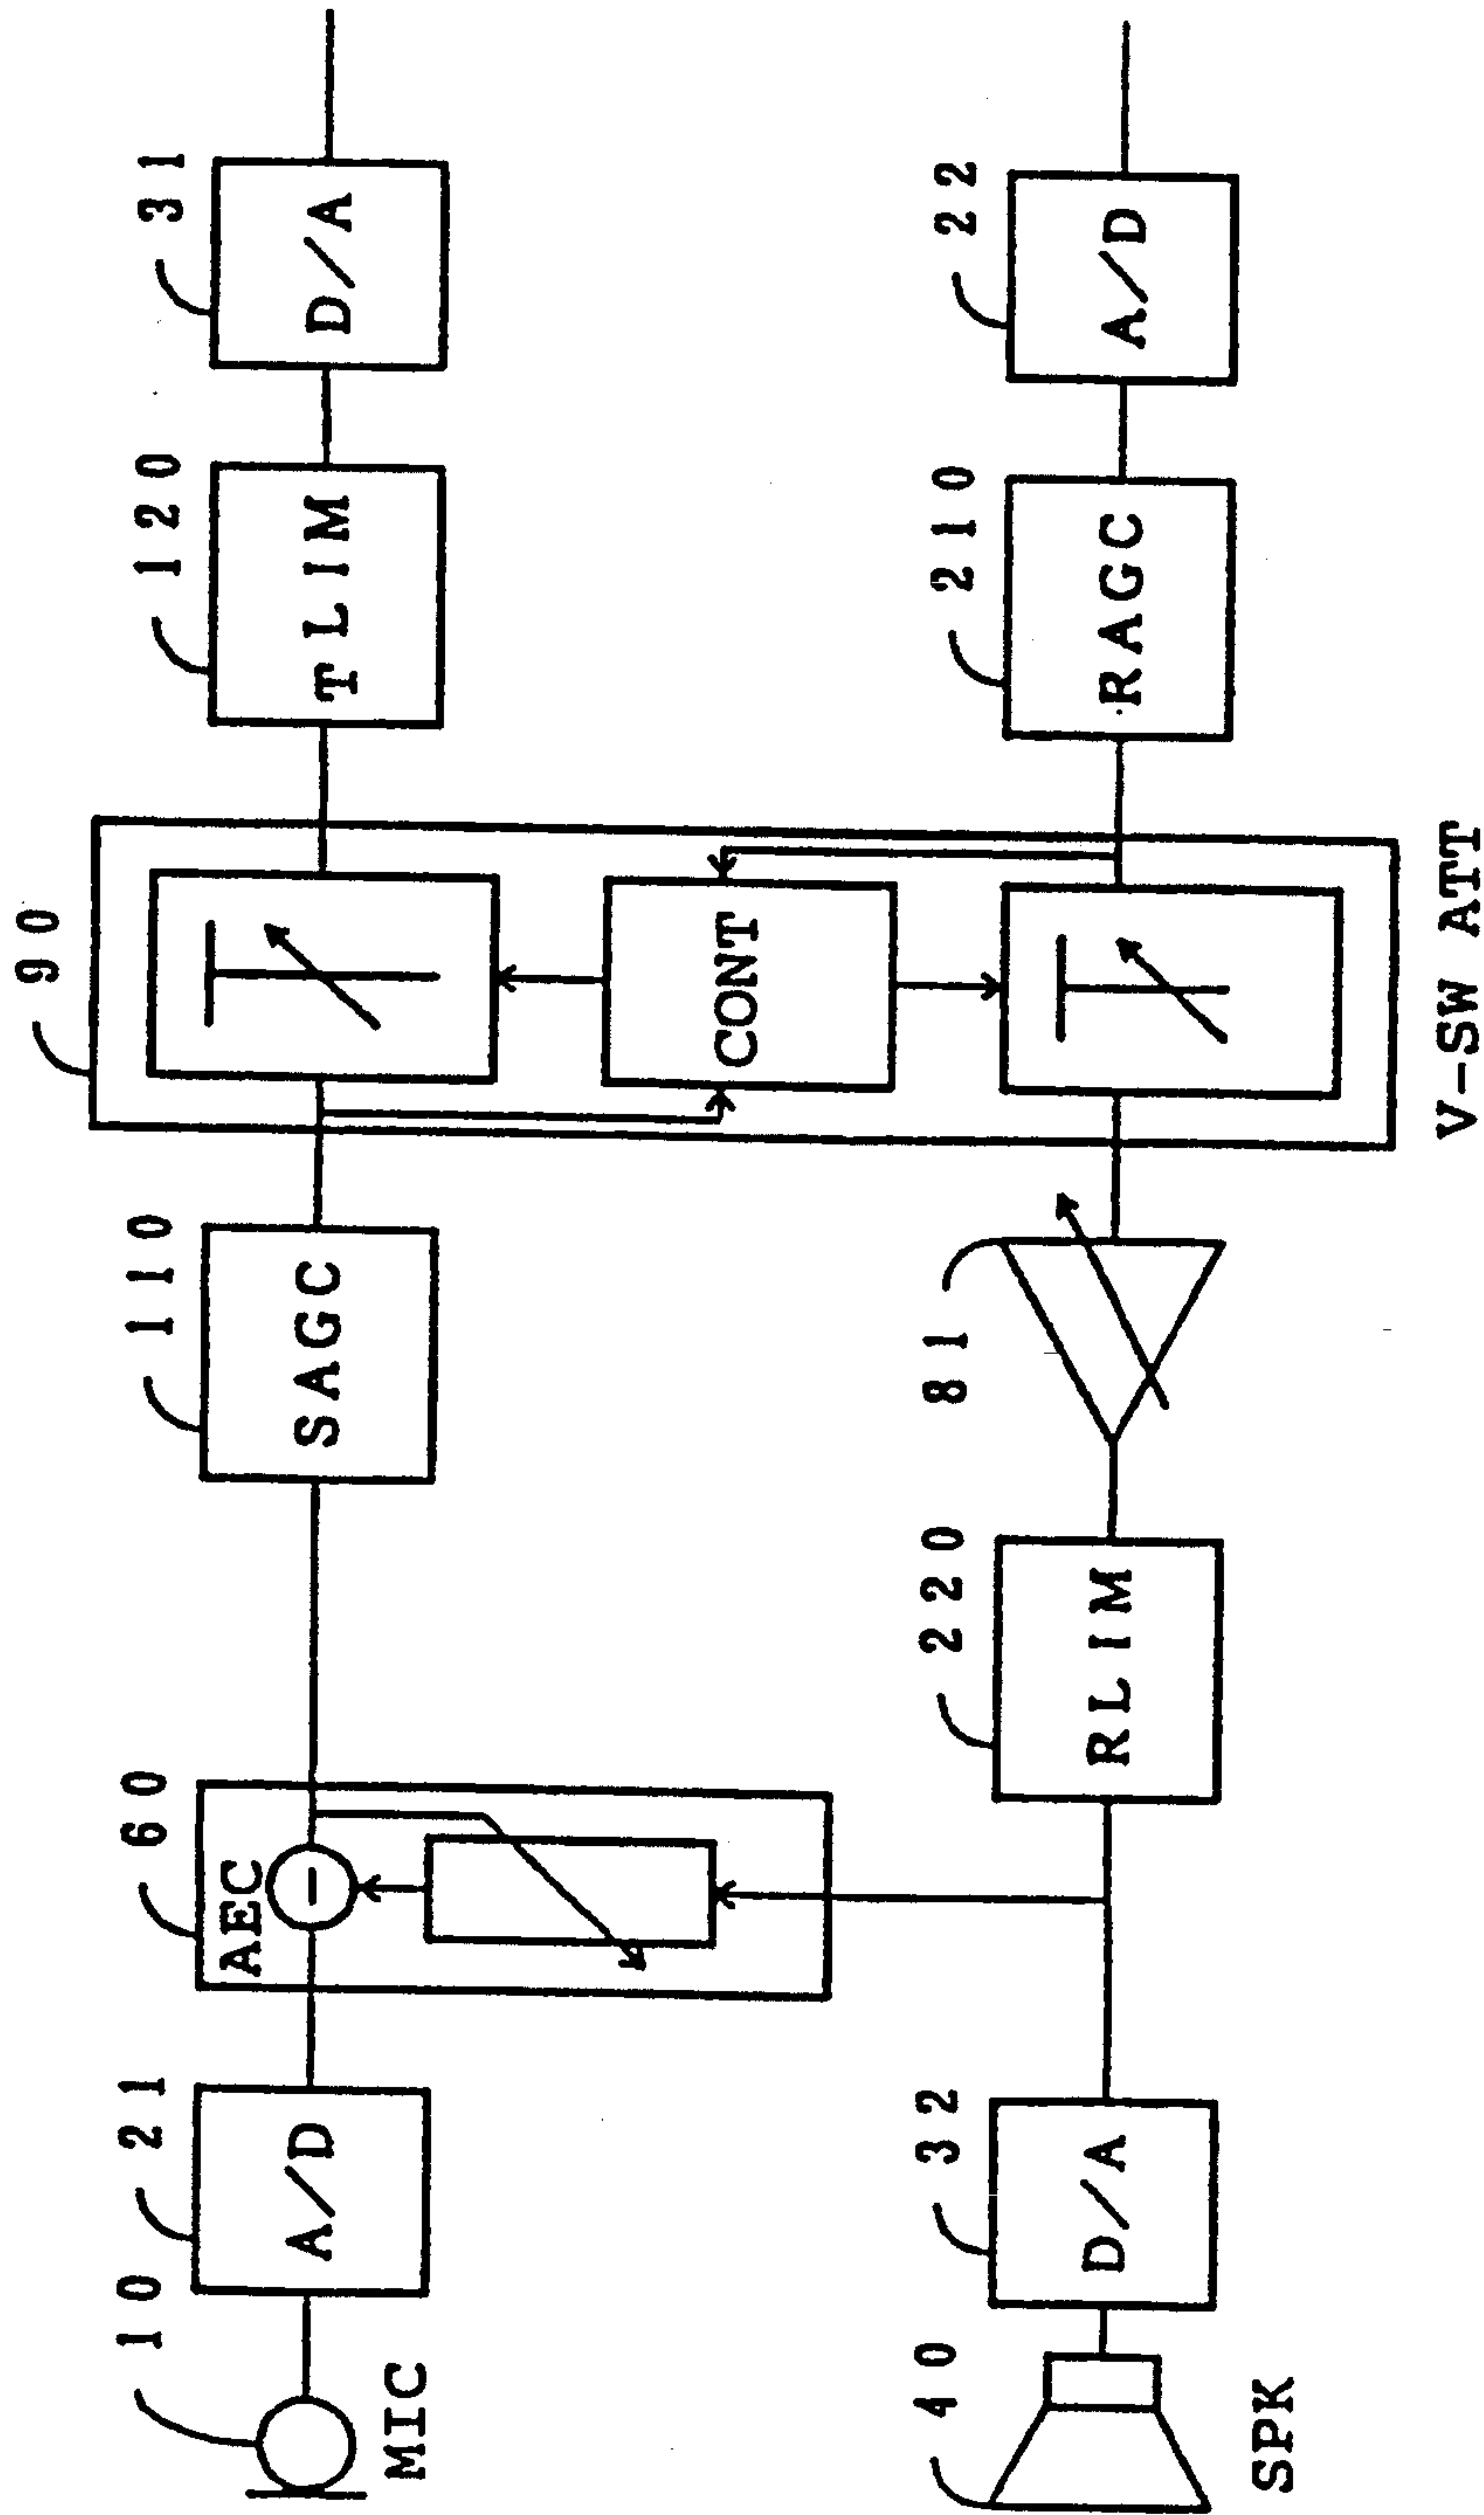 10
21
60
110
90
120
31
MIC
A/D
AEC
SAGC
TLIM
D/A
CONT
40
32
220
81
210
22
SPK
D/A
RLIM
RAGC
A/D
V-SW ATT